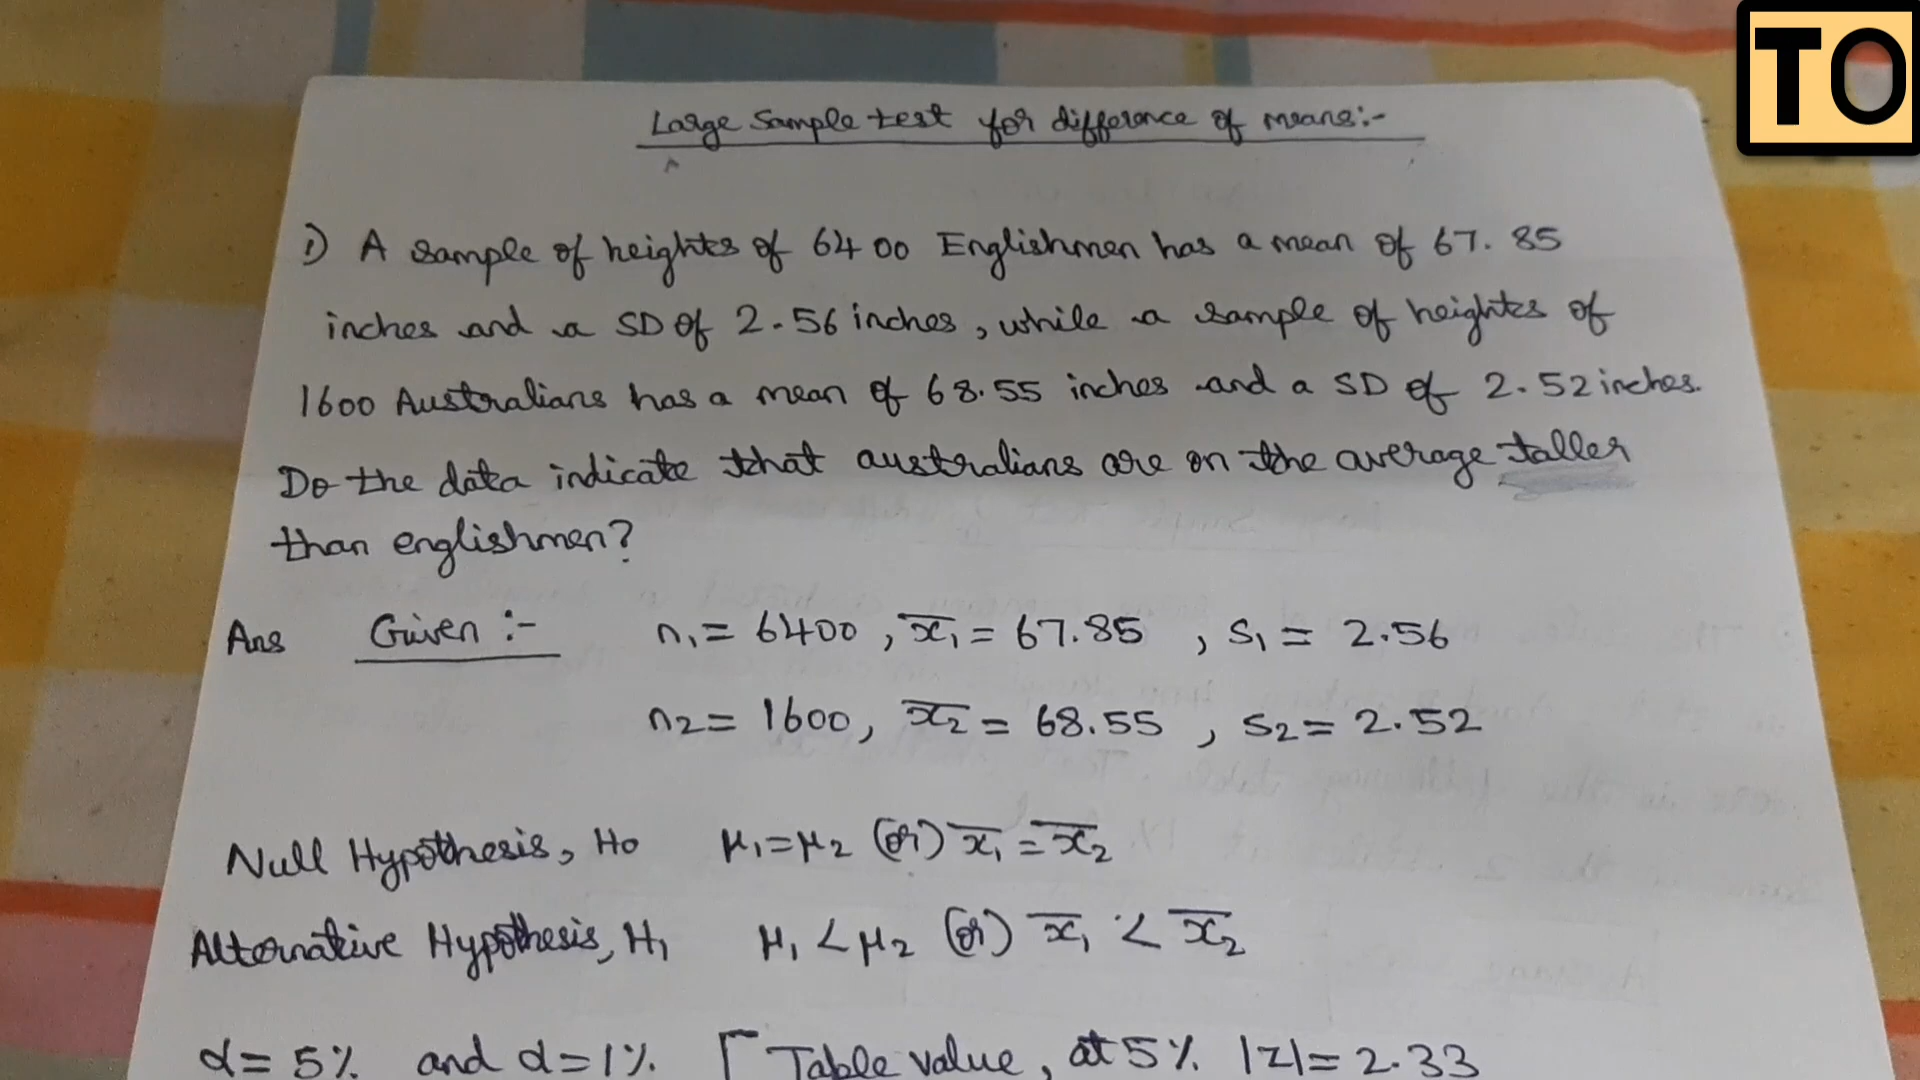 TO
Large Sample test for difference of means:-
1) A sample of heights of 6400 Englishmen has a mean of 67.85
inches and a SD of 2.56 inches, while a sample of heights of
1600 Australians has a mean of 68.55 inches and a SD of 2.52 inches.
Do the data indicate that australians are on the average taller
than englishmen?
Ans Given :- n₁ = 6400, x̅₁ = 67.85, S₁ = 2.56
n₂ = 1600, x̅₂ = 68.55, S₂ = 2.52
Null Hypothesis, H₀ μ₁ = μ₂ (or) x̅₁ = x̅₂
Alternative Hypothesis, H₁ μ₁ < μ₂ (or) x̅₁ < x̅₂
α = 5% and α = 1%. [Table value, at 5% |z| = 2.33